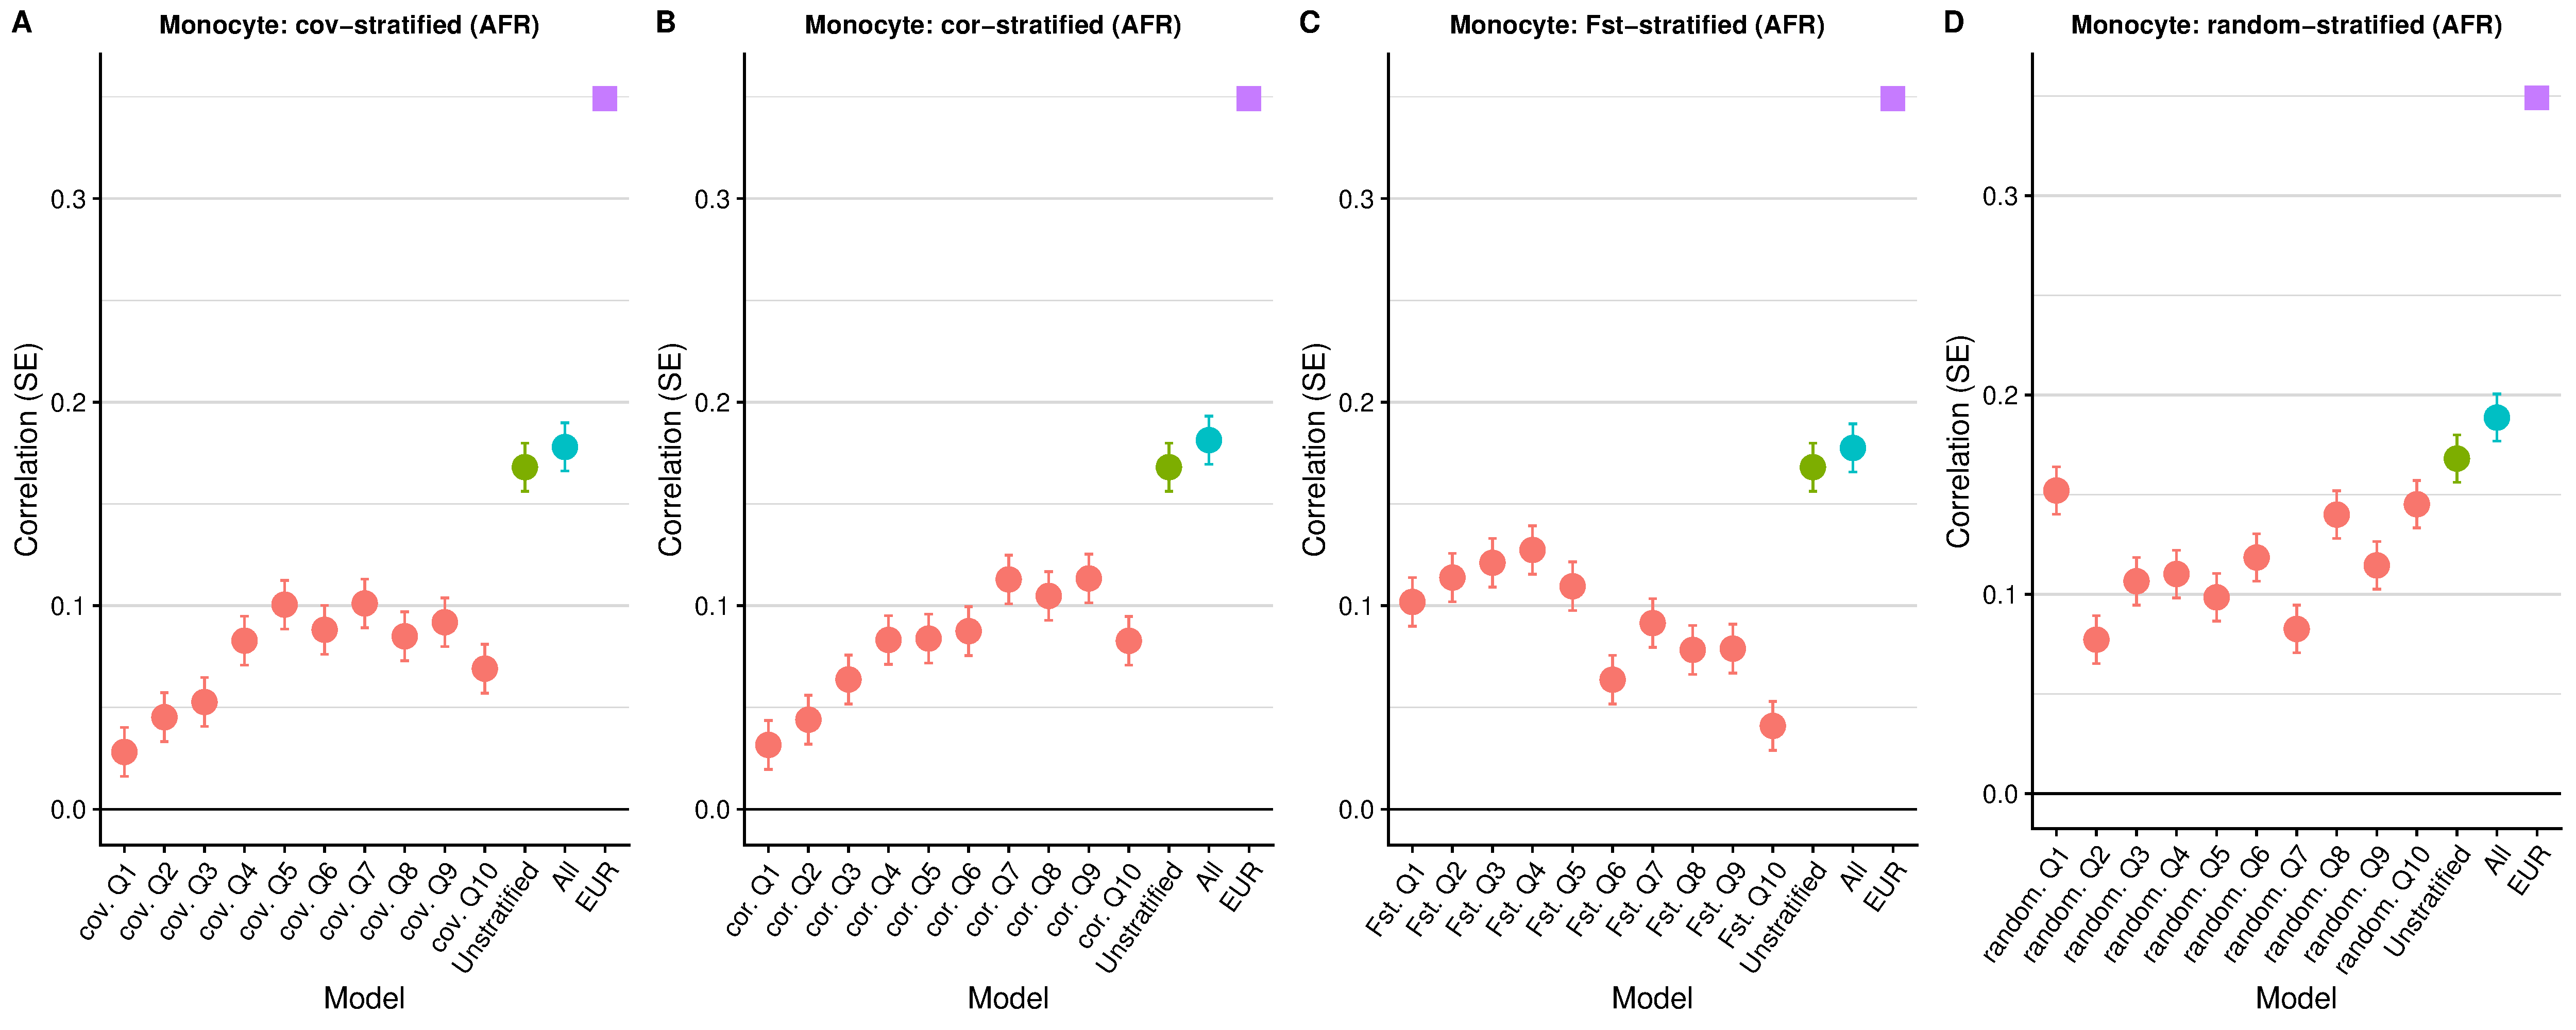 A
Monocyte: cov−stratified (AFR)
Correlation (SE)
0.3
0.2
0.1
0.0
cov. Q1
cov. Q2
cov. Q3
cov. Q4
cov. Q5
cov. Q6
cov. Q7
cov. Q8
cov. Q9
cov. Q10
Unstratified
All
EUR
Model
B
Monocyte: cor−stratified (AFR)
Correlation (SE)
0.3
0.2
0.1
0.0
cor. Q1
cor. Q2
cor. Q3
cor. Q4
cor. Q5
cor. Q6
cor. Q7
cor. Q8
cor. Q9
cor. Q10
Unstratified
All
EUR
Model
C
Monocyte: Fst−stratified (AFR)
Correlation (SE)
0.3
0.2
0.1
0.0
Fst. Q1
Fst. Q2
Fst. Q3
Fst. Q4
Fst. Q5
Fst. Q6
Fst. Q7
Fst. Q8
Fst. Q9
Fst. Q10
Unstratified
All
EUR
Model
D
Monocyte: random−stratified (AFR)
Correlation (SE)
0.3
0.2
0.1
0.0
random. Q1
random. Q2
random. Q3
random. Q4
random. Q5
random. Q6
random. Q7
random. Q8
random. Q9
random. Q10
Unstratified
All
EUR
Model